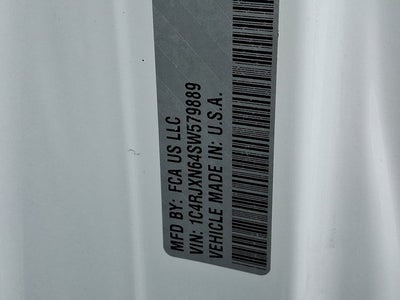 MFD BY: FCA US LLC
VIN: 1C4RJXN64SW579889
VEHICLE MADE IN: U.S.A.